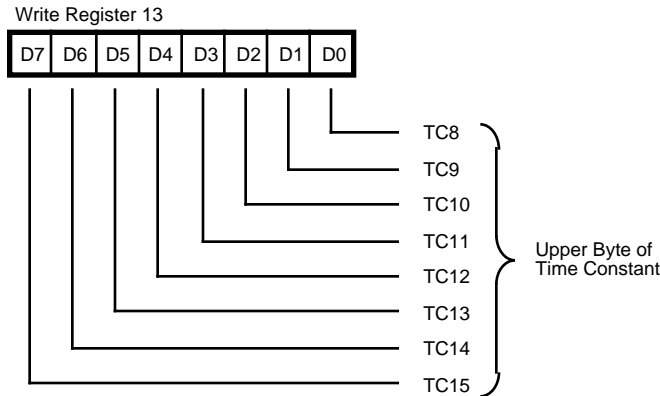 Write Register 13
D7 D6 D5 D4 D3 D2 D1 D0
TC8
TC9
TC10
TC11
Upper Byte of
Time Constant
TC12
TC13
TC14
TC15